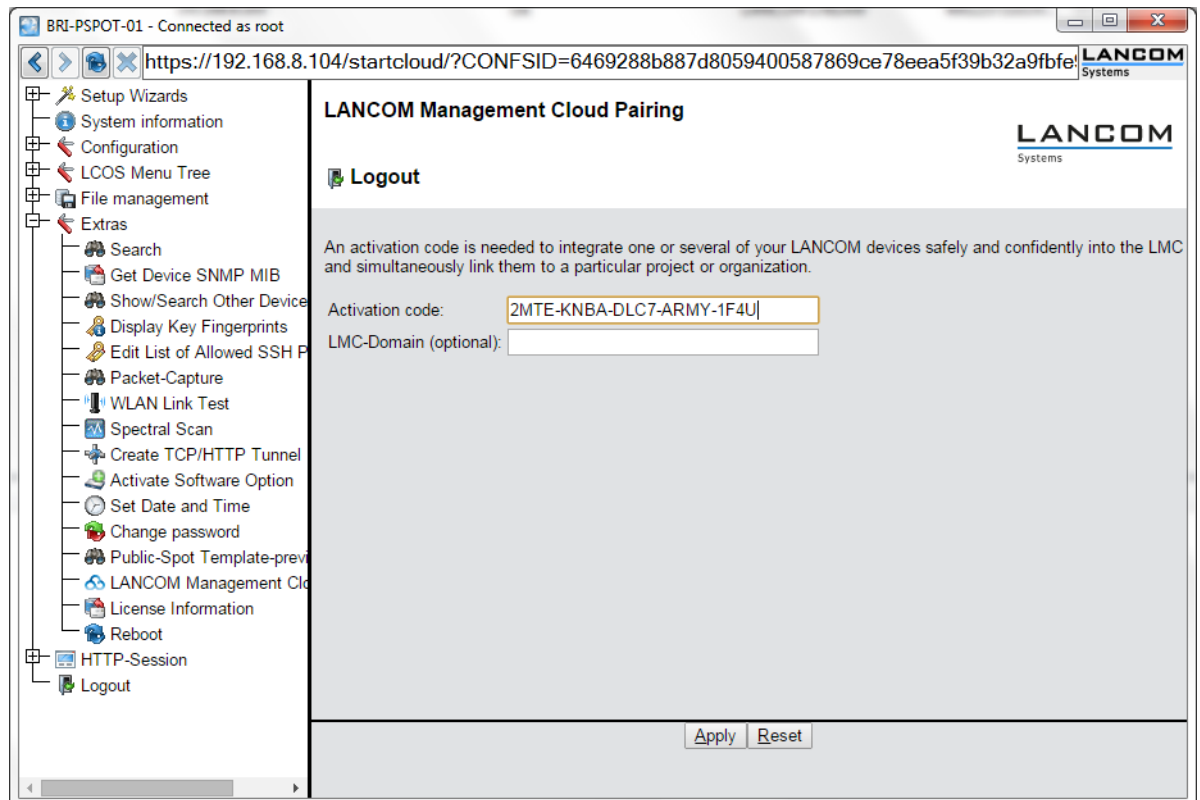 BRI-PSPOT-01 - Connected as root
https://192.168.8.104/startcloud/?CONFSID=6469288b887d8059400587869ce78eea5f39b32a9fbfe9
LANCOM
Systems
Setup Wizards
System information
Configuration
LCOS Menu Tree
File management
Extras
Search
Get Device SNMP MIB
Show/Search Other Device
Display Key Fingerprints
Edit List of Allowed SSH P
Packet-Capture
WLAN Link Test
Spectral Scan
Create TCP/HTTP Tunnel
Activate Software Option
Set Date and Time
Change password
Public-Spot Template-previ
LANCOM Management Clo
License Information
Reboot
HTTP-Session
Logout
LANCOM Management Cloud Pairing
LANCOM
Systems
Logout
An activation code is needed to integrate one or several of your LANCOM devices safely and confidently into the LMC
and simultaneously link them to a particular project or organization.
Activation code: 2MTE-KNBA-DLC7-ARMY-1F4U
LMC-Domain (optional):
Apply Reset